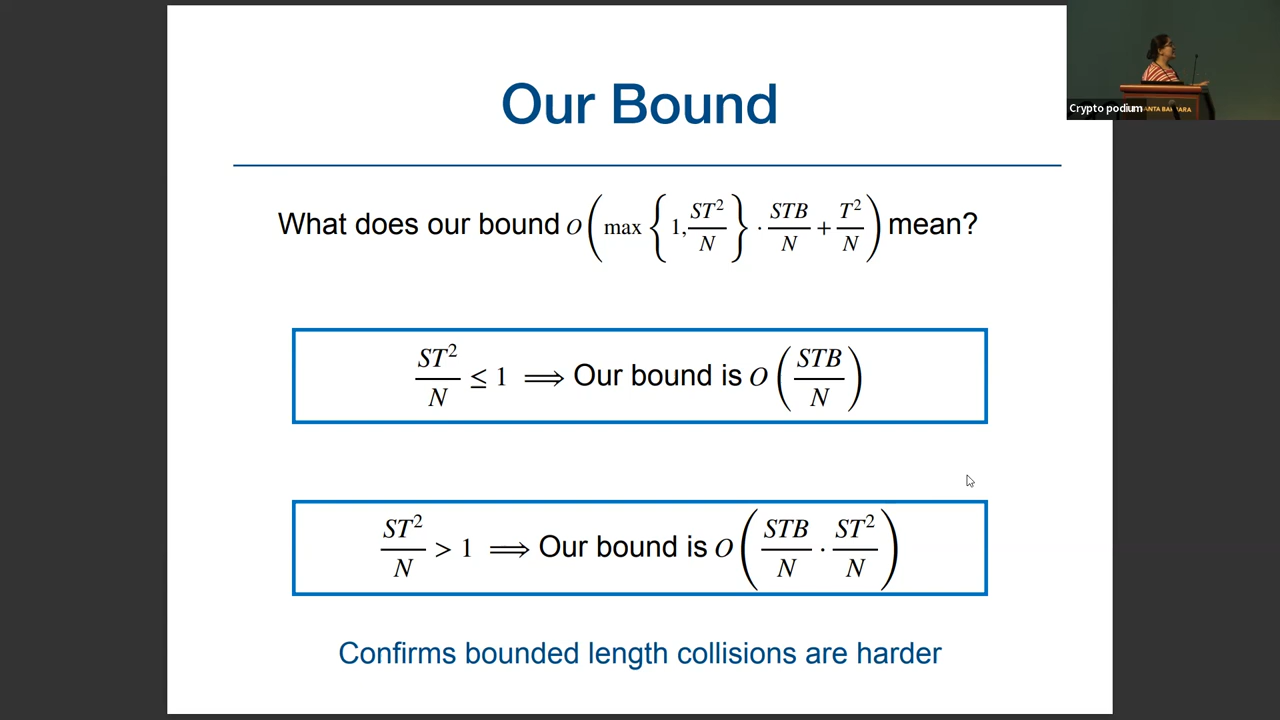 Our Bound
What does our bound O(max{1, ST²/N} · STB/N + T²/N) mean?
ST²/N ≤ 1 ⟹ Our bound is O(STB/N)
ST²/N > 1 ⟹ Our bound is O(STB/N · ST²/N)
Confirms bounded length collisions are harder
Crypto podium